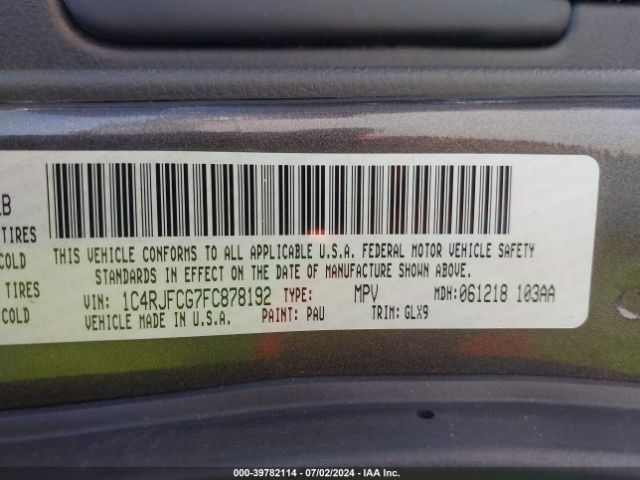 LB
TIRES
COLD
TIRES
COLD
THIS VEHICLE CONFORMS TO ALL APPLICABLE U.S.A. FEDERAL MOTOR VEHICLE SAFETY
STANDARDS IN EFFECT ON THE DATE OF MANUFACTURE SHOWN ABOVE.
VIN: 1C4RJFCG7FC878192 TYPE: MPV MDH: 061218 103AA
VEHICLE MADE IN U.S.A. PAINT: PAU TRIM: GLX9
000-39782114 - 07/02/2024 - IAA Inc.